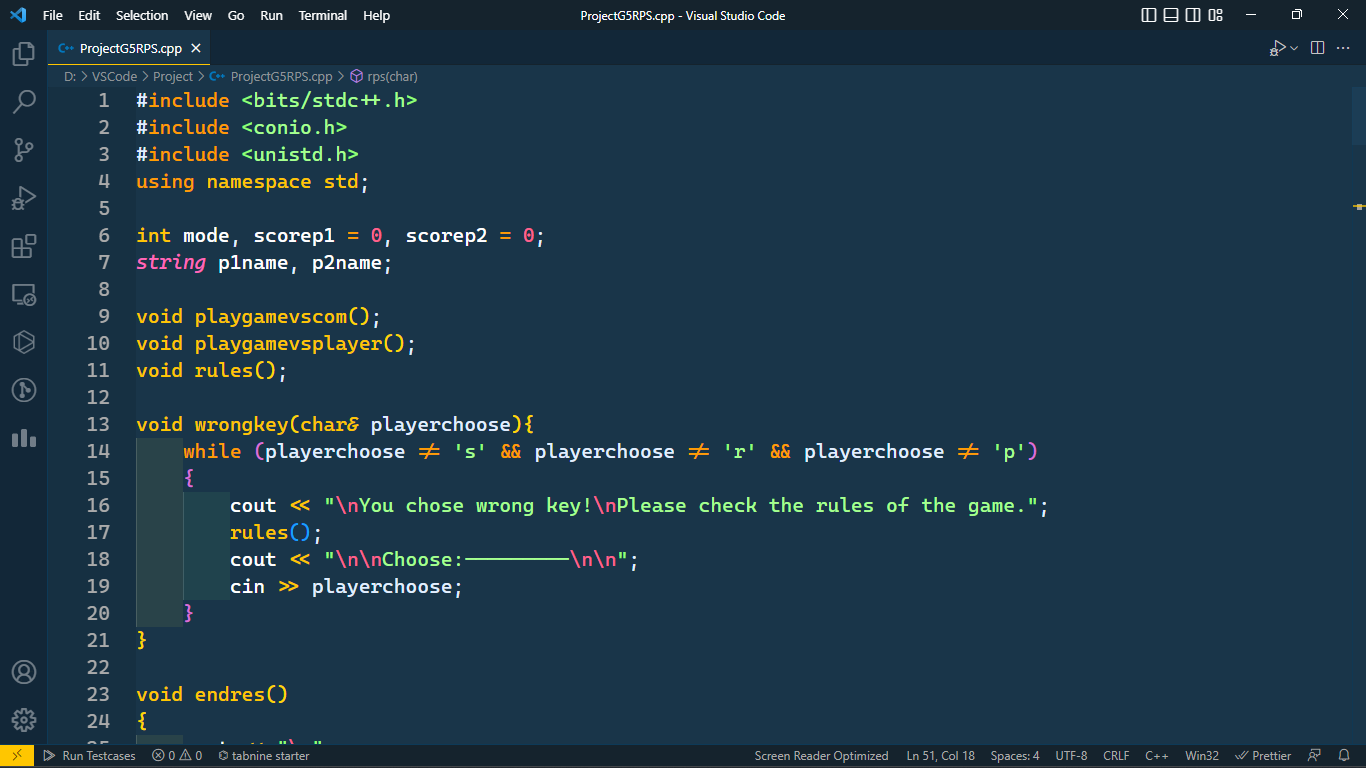 File Edit Selection View Go Run Terminal Help ProjectG5RPS.cpp - Visual Studio Code
C++ ProjectG5RPS.cpp
D: > VSCode > Project > C++ ProjectG5RPS.cpp > rps(char)
1 #include <bits/stdc++.h>
2 #include <conio.h>
3 #include <unistd.h>
4 using namespace std;
5
6 int mode, scorep1 = 0, scorep2 = 0;
7 string p1name, p2name;
8
9 void playgamevscom();
10 void playgamevsplayer();
11 void rules();
12
13 void wrongkey(char& playerchoose){
14 while (playerchoose != 's' && playerchoose != 'r' && playerchoose != 'p')
15 {
16 cout << "\nYou chose wrong key!\nPlease check the rules of the game.";
17 rules();
18 cout << "\n\nChoose:---------\n\n";
19 cin >> playerchoose;
20 }
21 }
22
23 void endres()
24 {
Run Testcases 0 0 tabnine starter Screen Reader Optimized Ln 51, Col 18 Spaces: 4 UTF-8 CRLF C++ Win32 Prettier